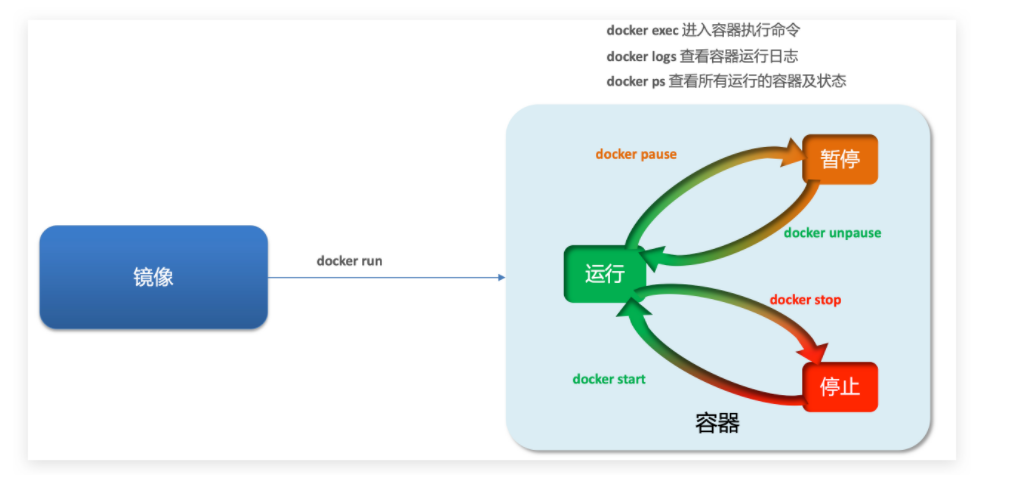 docker exec 进入容器执行命令
docker logs 查看容器运行日志
docker ps 查看所有运行的容器及状态
docker pause
暂停
docker unpause
镜像
docker run
运行
docker stop
docker start
停止
容器